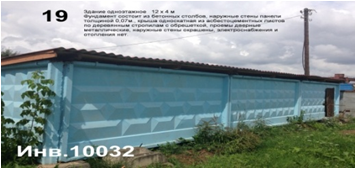 19
Здание одноэтажное 12 х 4 м
Фундамент состоит из бетонных столбов, наружные стены панели
толщиной 0,07м , крыша односкатная из асбестоцементных листов
по деревянным стропилам с обрешеткой, проемы дверные
металлические, наружные стены окрашены, электроснабжения и
отопления нет
Инв.10032